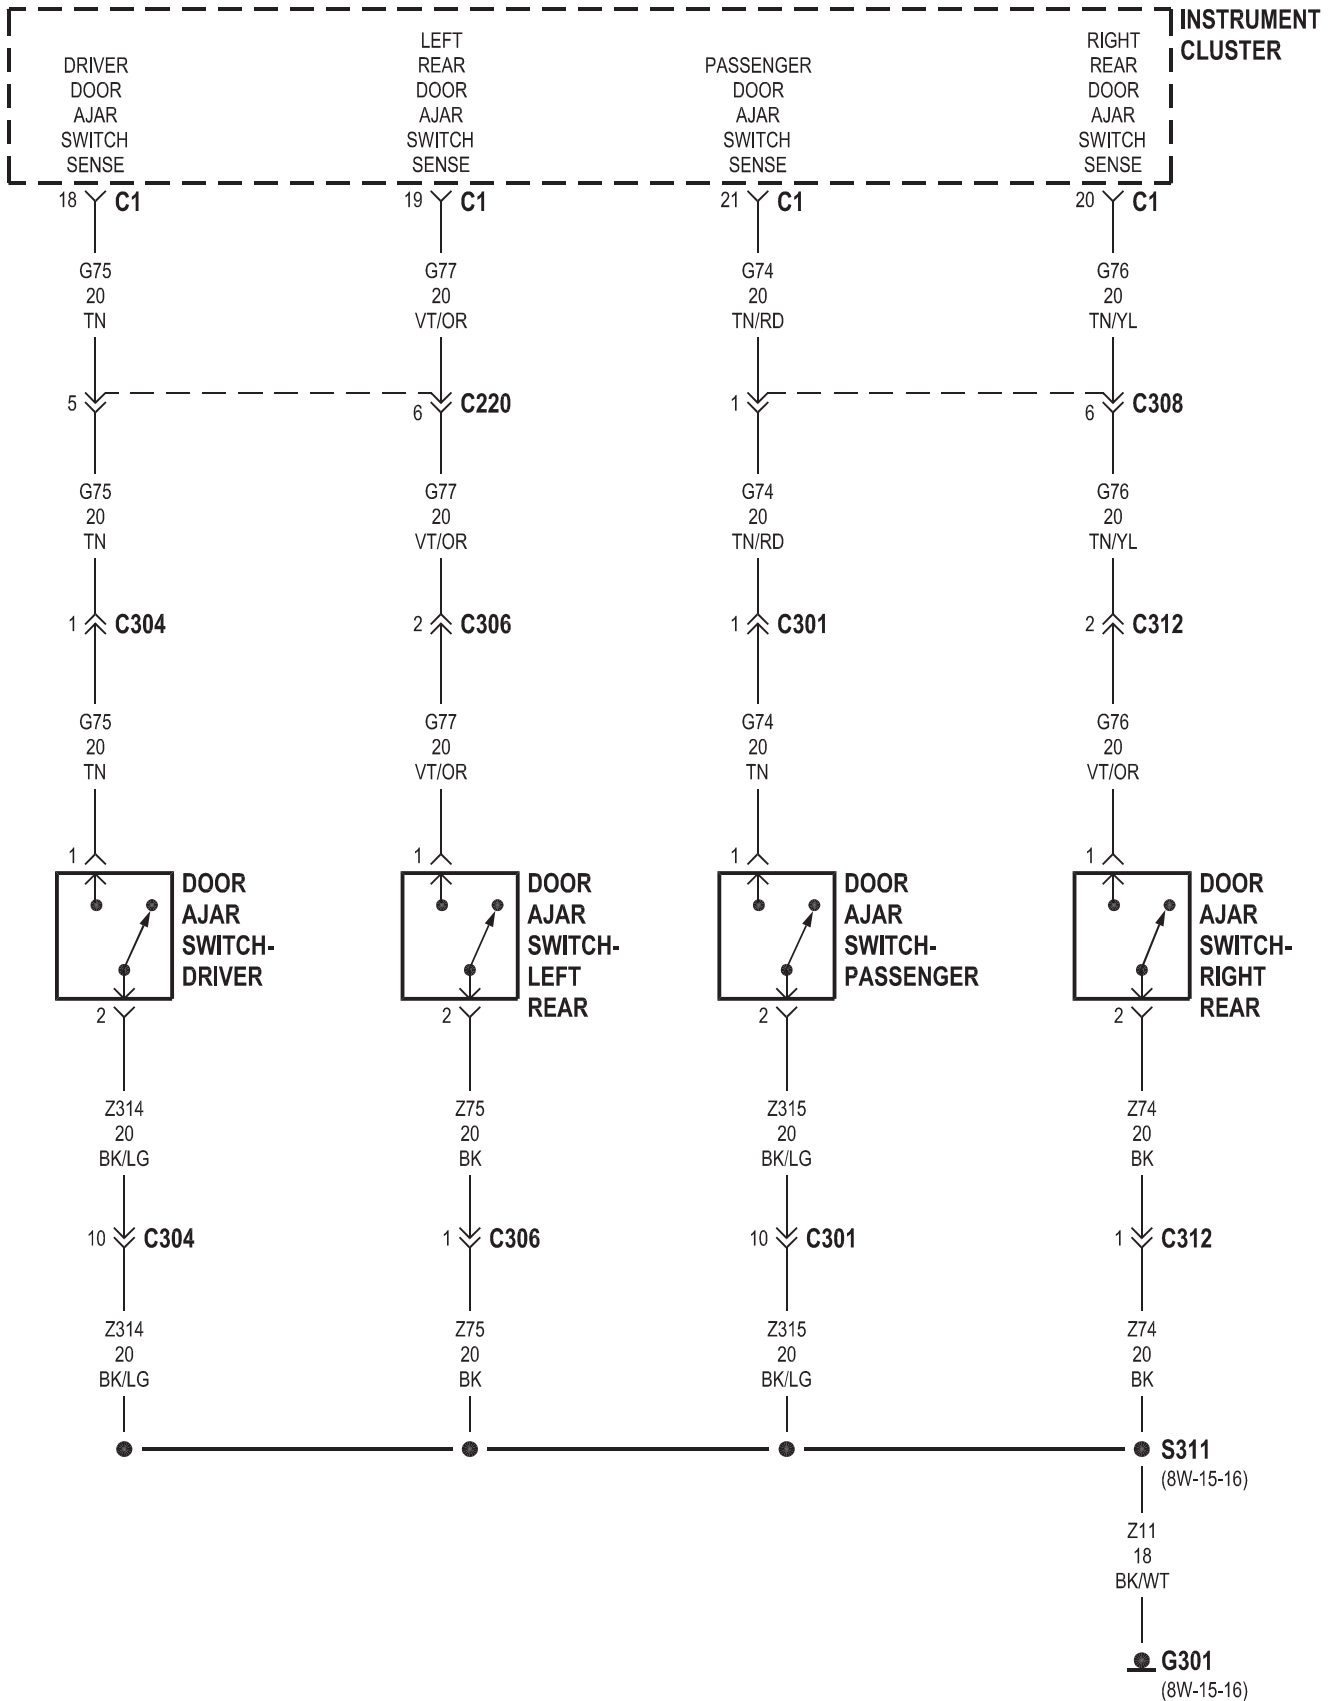 INSTRUMENT
CLUSTER
DRIVER
DOOR
AJAR
SWITCH
SENSE
LEFT
REAR
DOOR
AJAR
SWITCH
SENSE
PASSENGER
DOOR
AJAR
SWITCH
SENSE
RIGHT
REAR
DOOR
AJAR
SWITCH
SENSE
18 C1
19 C1
21 C1
20 C1
G75
20
TN
G77
20
VT/OR
G74
20
TN/RD
G76
20
TN/YL
5
6 C220
1
6 C308
G75
20
TN
G77
20
VT/OR
G74
20
TN/RD
G76
20
TN/YL
1 C304
2 C306
1 C301
2 C312
G75
20
TN
G77
20
VT/OR
G74
20
TN
G76
20
VT/OR
1
DOOR
AJAR
SWITCH-
DRIVER
2
1
DOOR
AJAR
SWITCH-
LEFT
REAR
2
1
DOOR
AJAR
SWITCH-
PASSENGER
2
1
DOOR
AJAR
SWITCH-
RIGHT
REAR
2
Z314
20
BK/LG
Z75
20
BK
Z315
20
BK/LG
Z74
20
BK
10 C304
1 C306
10 C301
1 C312
Z314
20
BK/LG
Z75
20
BK
Z315
20
BK/LG
Z74
20
BK
S311
(8W-15-16)
Z11
18
BK/WT
G301
(8W-15-16)